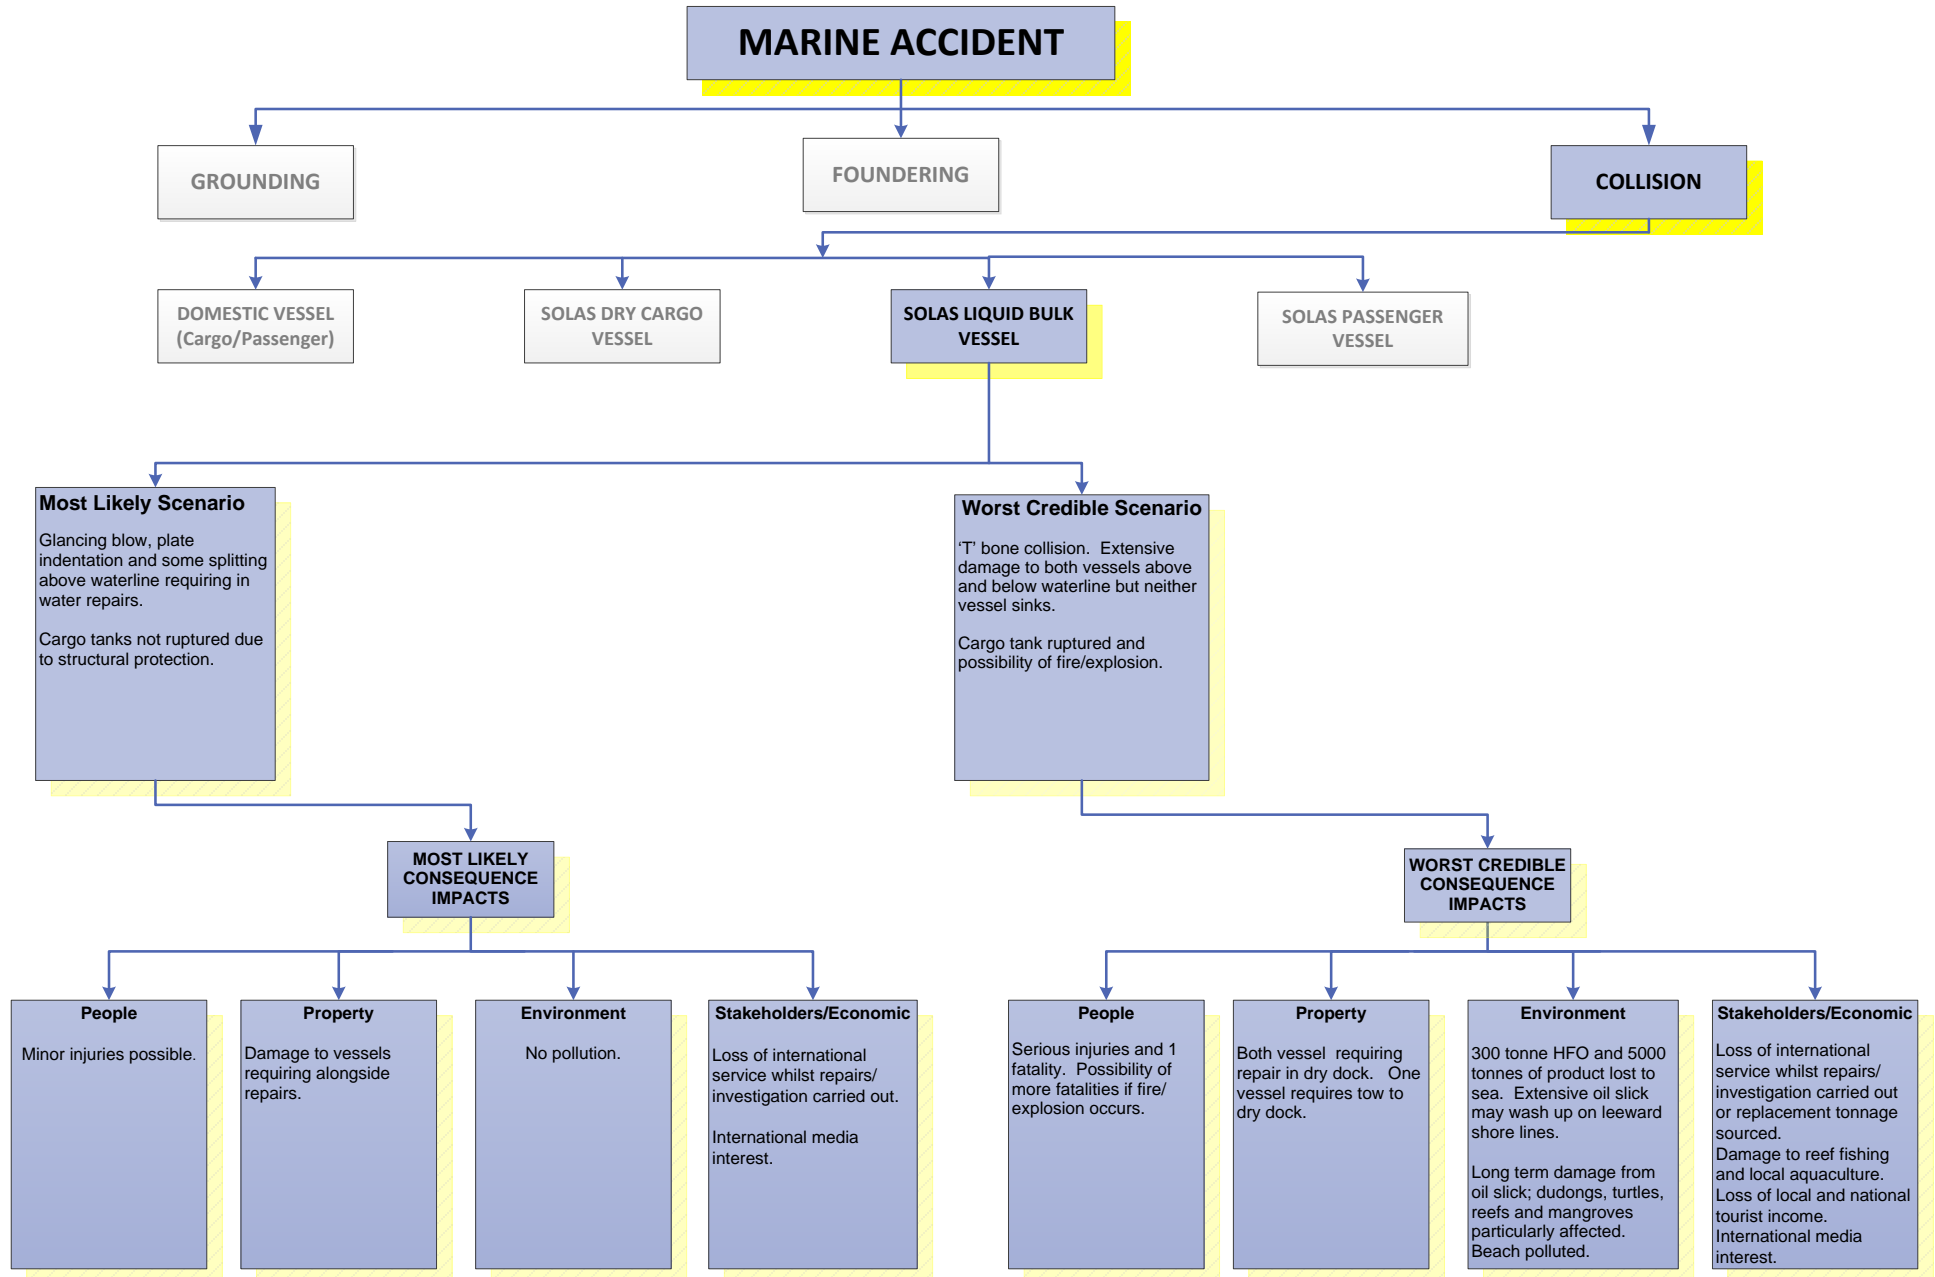 MARINE ACCIDENT
GROUNDING
FOUNDERING
COLLISION
DOMESTIC VESSEL
(Cargo/Passenger)
SOLAS DRY CARGO
VESSEL
SOLAS LIQUID BULK
VESSEL
SOLAS PASSENGER
VESSEL
Most Likely Scenario
Glancing blow, plate
indentation and some splitting
above waterline requiring in
water repairs.
Cargo tanks not ruptured due
to structural protection.
Worst Credible Scenario
‘T’ bone collision.  Extensive
damage to both vessels above
and below waterline but neither
vessel sinks.
Cargo tank ruptured and
possibility of fire/explosion.
MOST LIKELY
CONSEQUENCE
IMPACTS
WORST CREDIBLE
CONSEQUENCE
IMPACTS
People
Minor injuries possible.
Property
Damage to vessels
requiring alongside
repairs.
Environment
No pollution.
Stakeholders/Economic
Loss of international
service whilst repairs/
investigation carried out.
International media
interest.
People
Serious injuries and 1
fatality.  Possibility of
more fatalities if fire/
explosion occurs.
Property
Both vessel  requiring
repair in dry dock.   One
vessel requires tow to
dry dock.
Environment
300 tonne HFO and 5000
tonnes of product lost to
sea.  Extensive oil slick
may wash up on leeward
shore lines.
Long term damage from
oil slick; dudongs, turtles,
reefs and mangroves
particularly affected.
Beach polluted.
Stakeholders/Economic
Loss of international
service whilst repairs/
investigation carried out
or replacement tonnage
sourced.
Damage to reef fishing
and local aquaculture.
Loss of local and national
tourist income.
International media
interest.